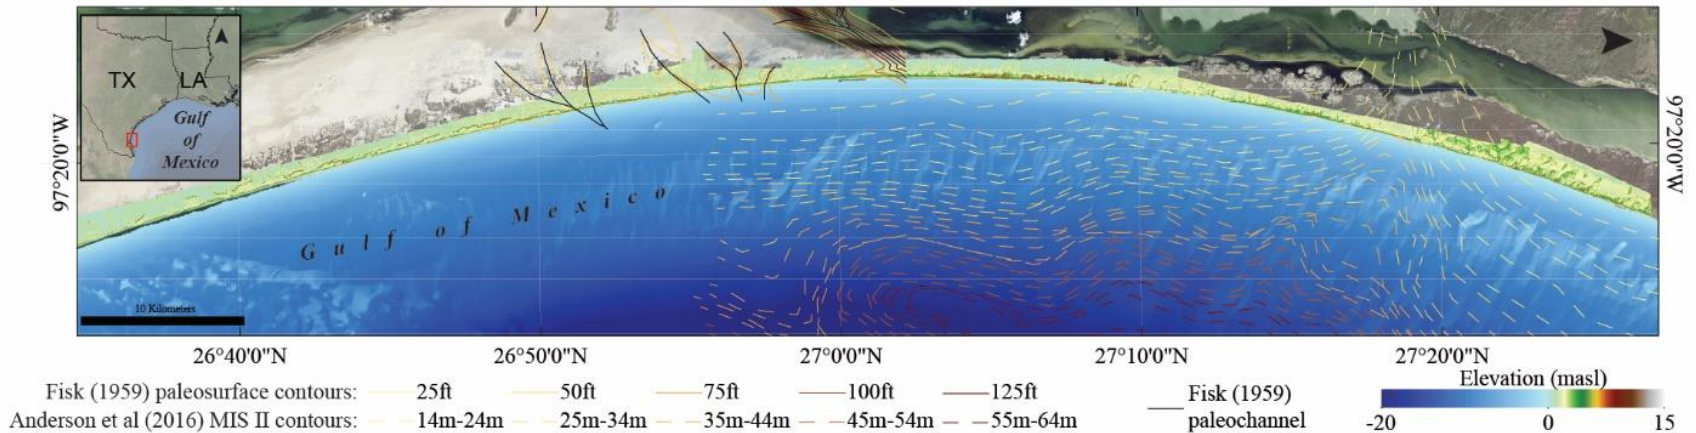 TX
LA
Gulf
of
Mexico
Gulf of Mexico
97°20'0"W
97°20'0"W
10 Kilometers
26°40'0"N 26°50'0"N 27°0'0"N 27°10'0"N 27°20'0"N
Fisk (1959) paleosurface contours: 25ft 50ft 75ft 100ft 125ft
Anderson et al (2016) MIS II contours: 14m-24m 25m-34m 35m-44m 45m-54m 55m-64m
Fisk (1959)
paleochannel
Elevation (masl)
-20 0 15